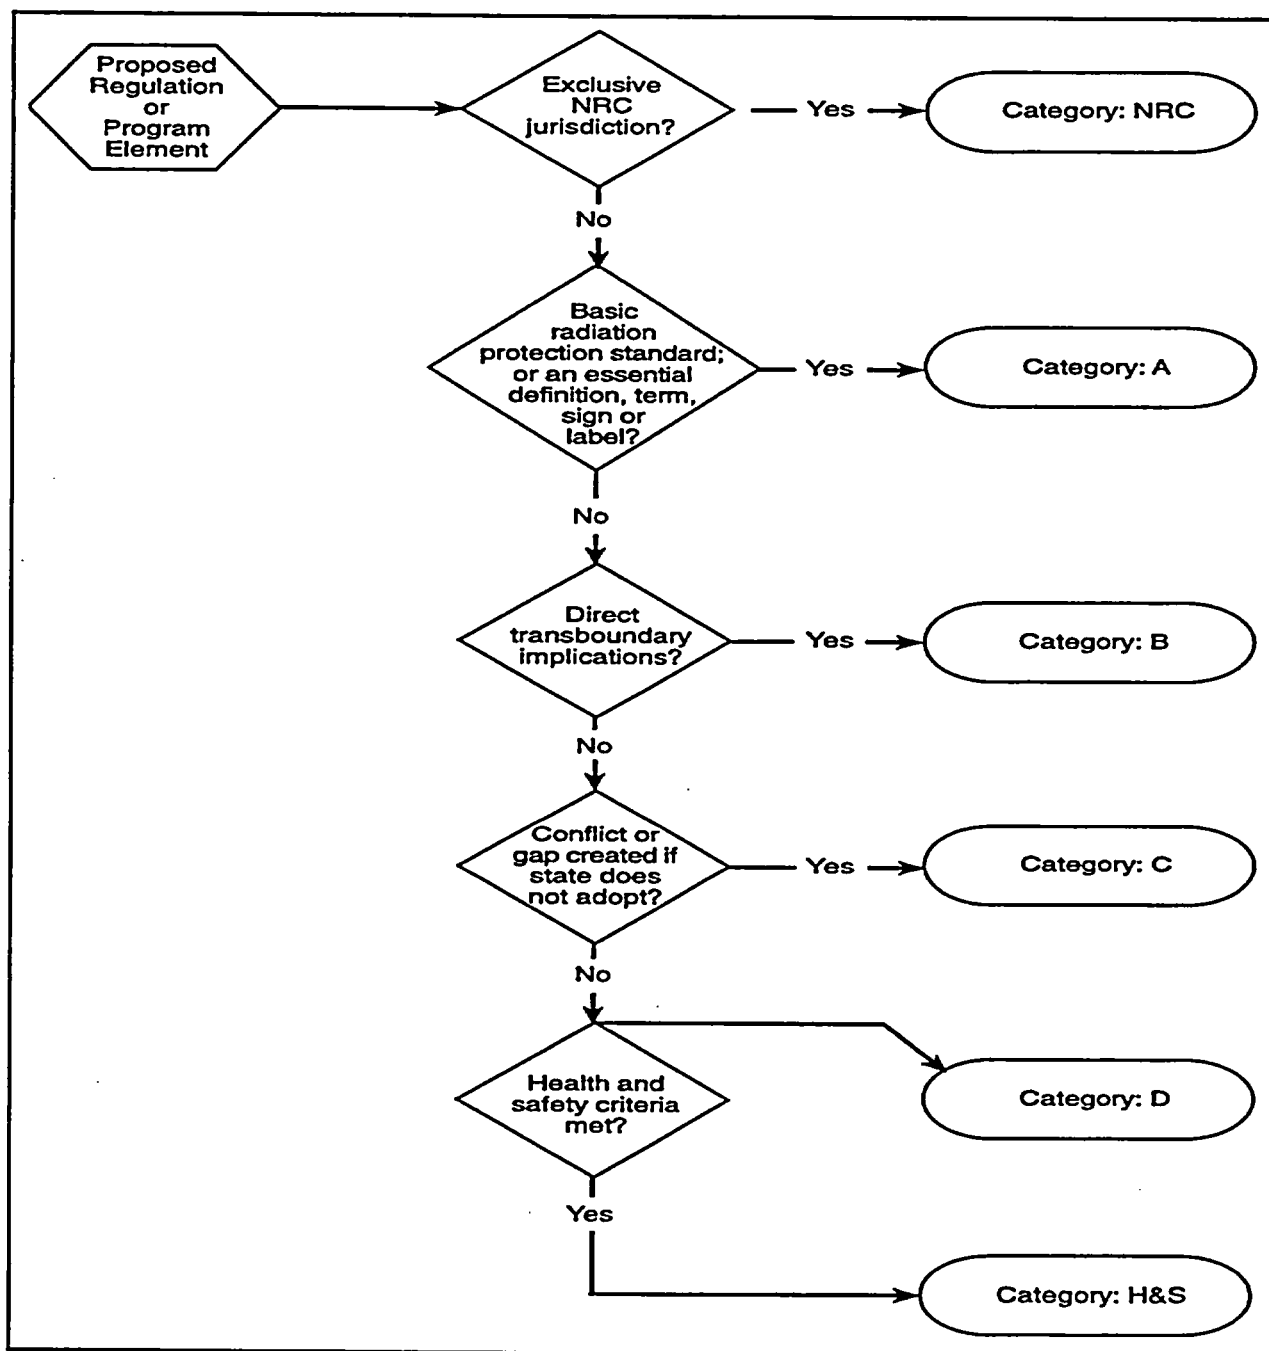 Proposed
Regulation
or
Program
Element
Exclusive
NRC
jurisdiction?
Yes
Category: NRC
No
Basic
radiation
protection standard;
or an essential
definition, term,
sign or
label?
Yes
Category: A
No
Direct
transboundary
implications?
Yes
Category: B
No
Conflict or
gap created if
state does
not adopt?
Yes
Category: C
No
Health and
safety criteria
met?
Category: D
Yes
Category: H&S